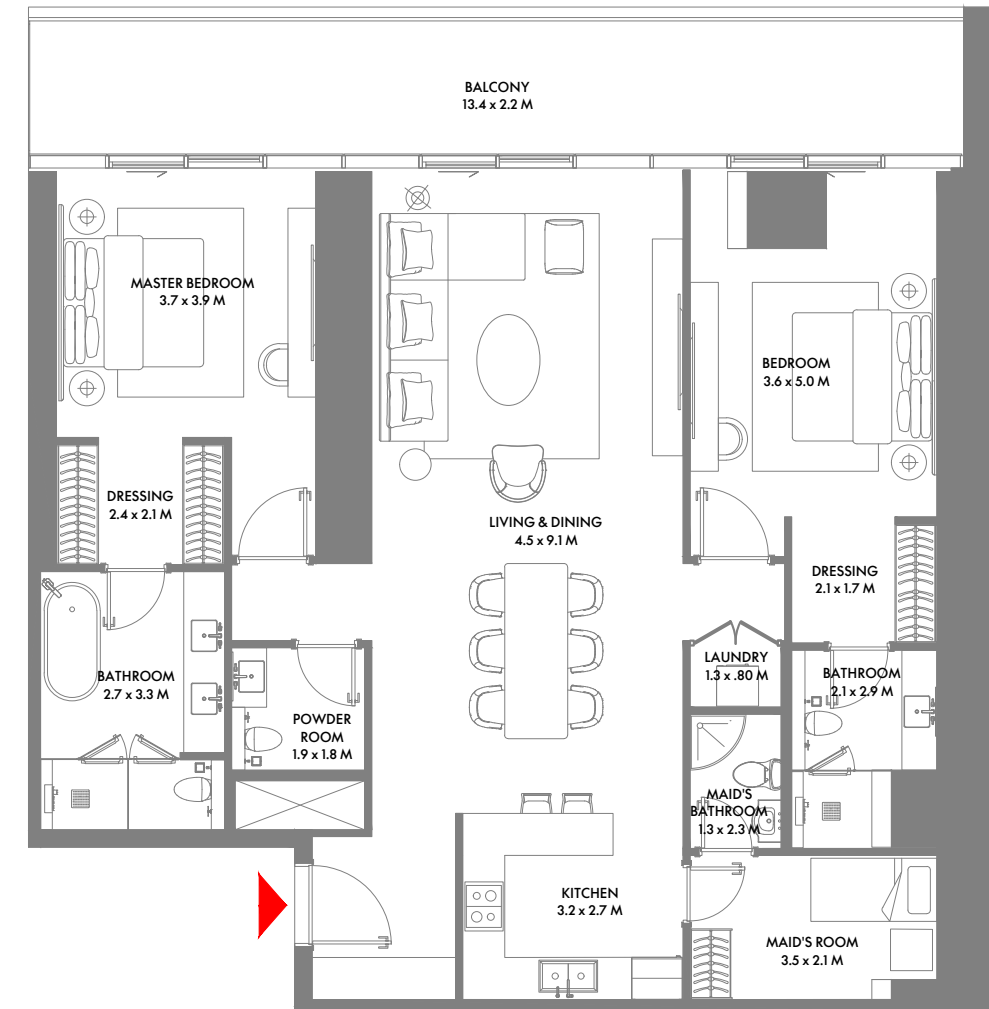 BALCONY
13.4 x 2.2 M
MASTER BEDROOM
3.7 x 3.9 M
BEDROOM
3.6 x 5.0 M
DRESSING
2.4 x 2.1 M
LIVING & DINING
4.5 x 9.1 M
DRESSING
2.1 x 1.7 M
BATHROOM
2.7 x 3.3 M
LAUNDRY
1.3 x .80 M
BATHROOM
2.1 x 2.9 M
POWDER
ROOM
1.9 x 1.8 M
MAID'S
BATHROOM
1.3 x 2.3 M
KITCHEN
3.2 x 2.7 M
MAID'S ROOM
3.5 x 2.1 M